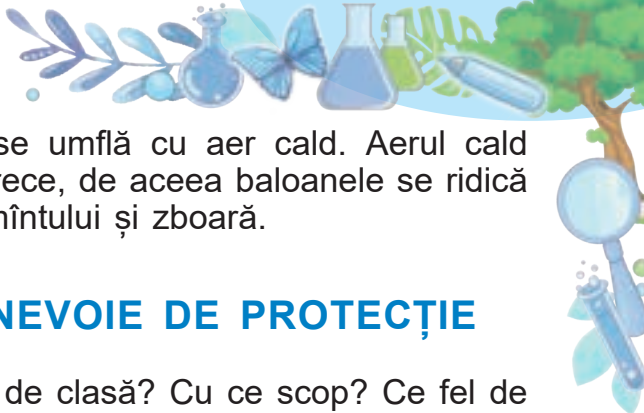 se umflă cu aer cald. Aerul cald
rece, de aceea baloanele se ridică
mîntului și zboară.
NEVOIE DE PROTECȚIE
de clasă? Cu ce scop? Ce fel de